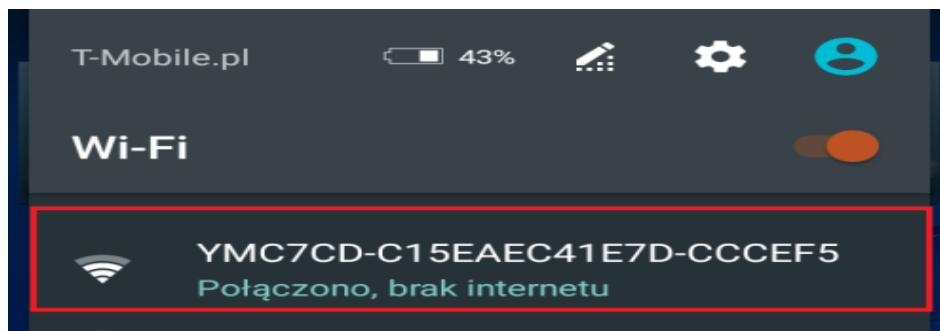 T-Mobile.pl 43%
Wi-Fi
YMC7CD-C15EAEC41E7D-CCCEF5
Połączono, brak internetu